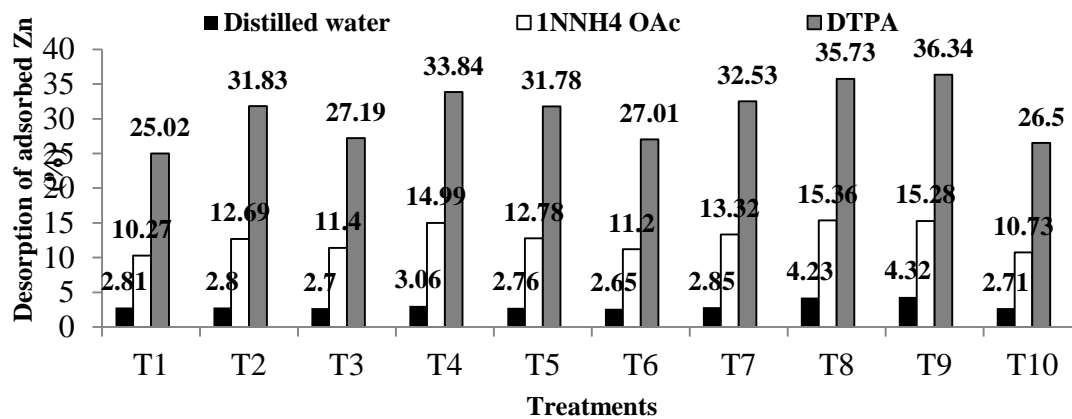 Distilled water 1NNH4 OAc DTPA
Desorption of adsorbed Zn
(%)
40
35
30
25
20
15
10
5
0
2.81 10.27 25.02
2.8 12.69 31.83
2.7 11.4 27.19
3.06 14.99 33.84
2.76 12.78 31.78
2.65 11.2 27.01
2.85 13.32 32.53
4.23 15.36 35.73
4.32 15.28 36.34
2.71 10.73 26.5
T1 T2 T3 T4 T5 T6 T7 T8 T9 T10
Treatments